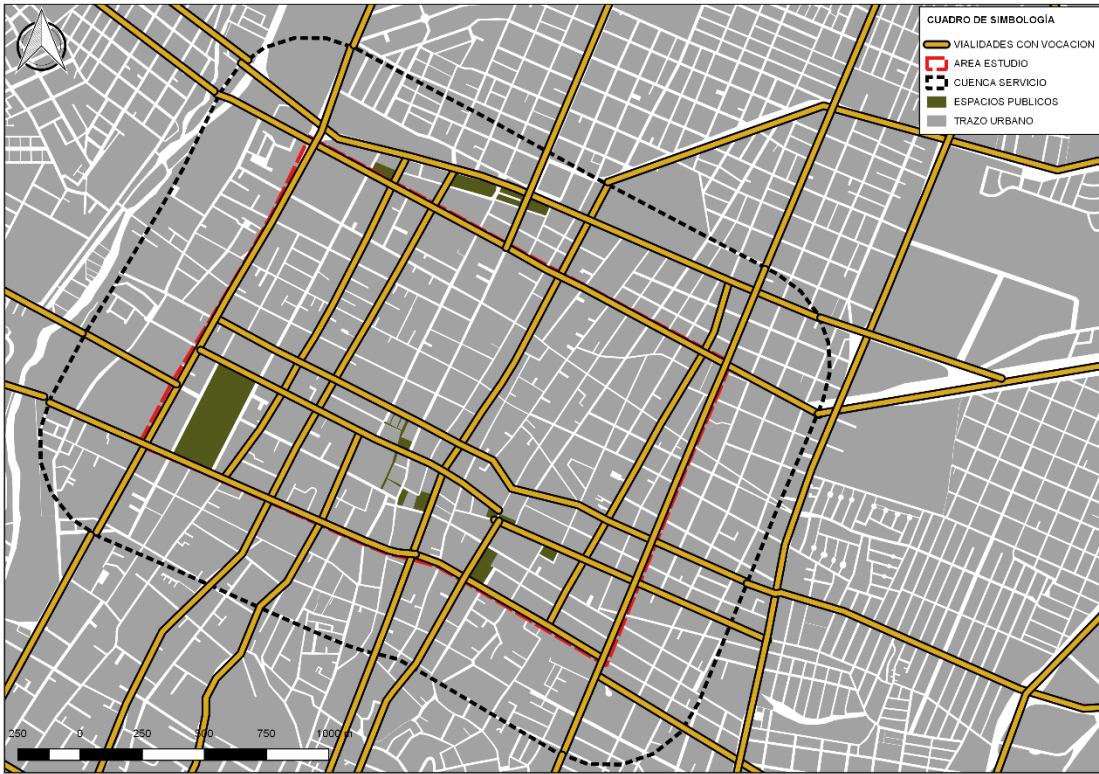 CUADRO DE SIMBOLOGÍA
VIALIDADES CON VOCACION
AREA ESTUDIO
CUENCA SERVICIO
ESPACIOS PUBLICOS
TRAZO URBANO
250 0 250 500 750 1000 m